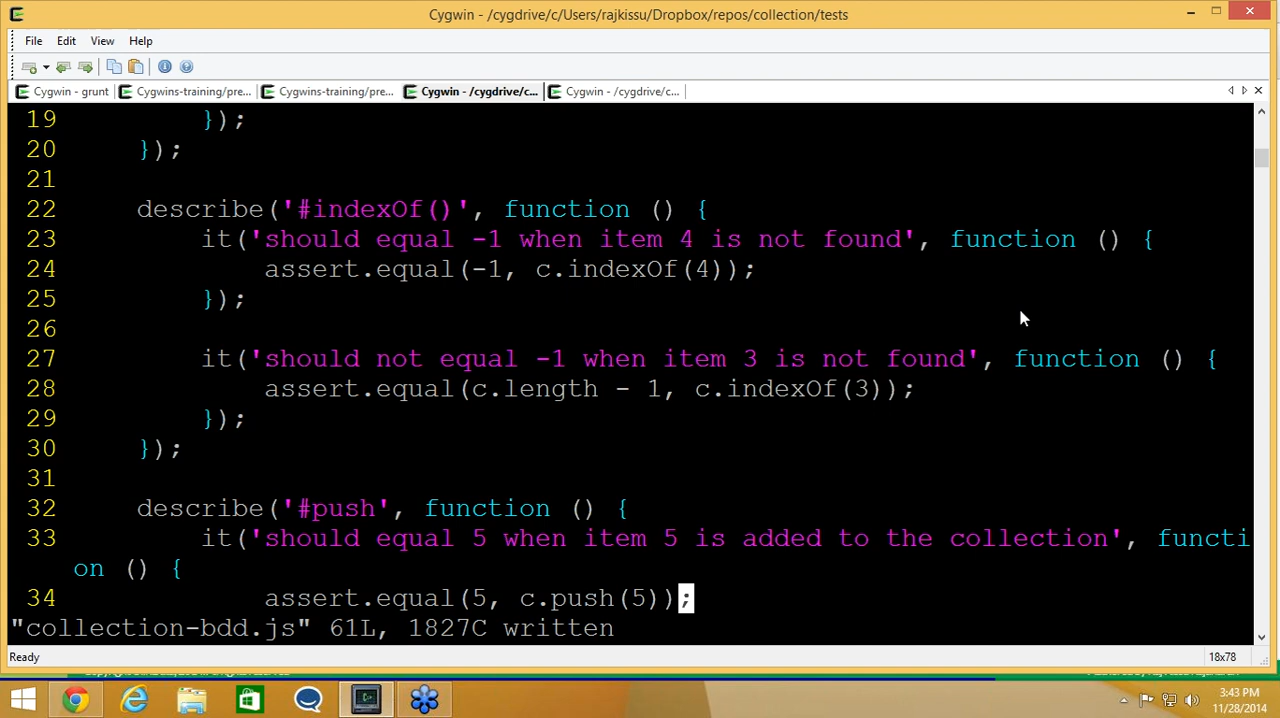 Cygwin - /cygdrive/c/Users/rajkissu/Dropbox/repos/collection/tests
File Edit View Help
Cygwin - grunt Cygwins-training/pre... Cygwins-training/pre... Cygwin - /cygdrive/c... Cygwin - /cygdrive/c...
19 });
20 });
21
22 describe('#indexOf()', function () {
23 it('should equal -1 when item 4 is not found', function () {
24 assert.equal(-1, c.indexOf(4));
25 });
26
27 it('should not equal -1 when item 3 is not found', function () {
28 assert.equal(c.length - 1, c.indexOf(3));
29 });
30 });
31
32 describe('#push', function () {
33 it('should equal 5 when item 5 is added to the collection', functi
on () {
34 assert.equal(5, c.push(5));
"collection-bdd.js" 61L, 1827C written
Ready 18x78
3:43 PM
11/28/2014